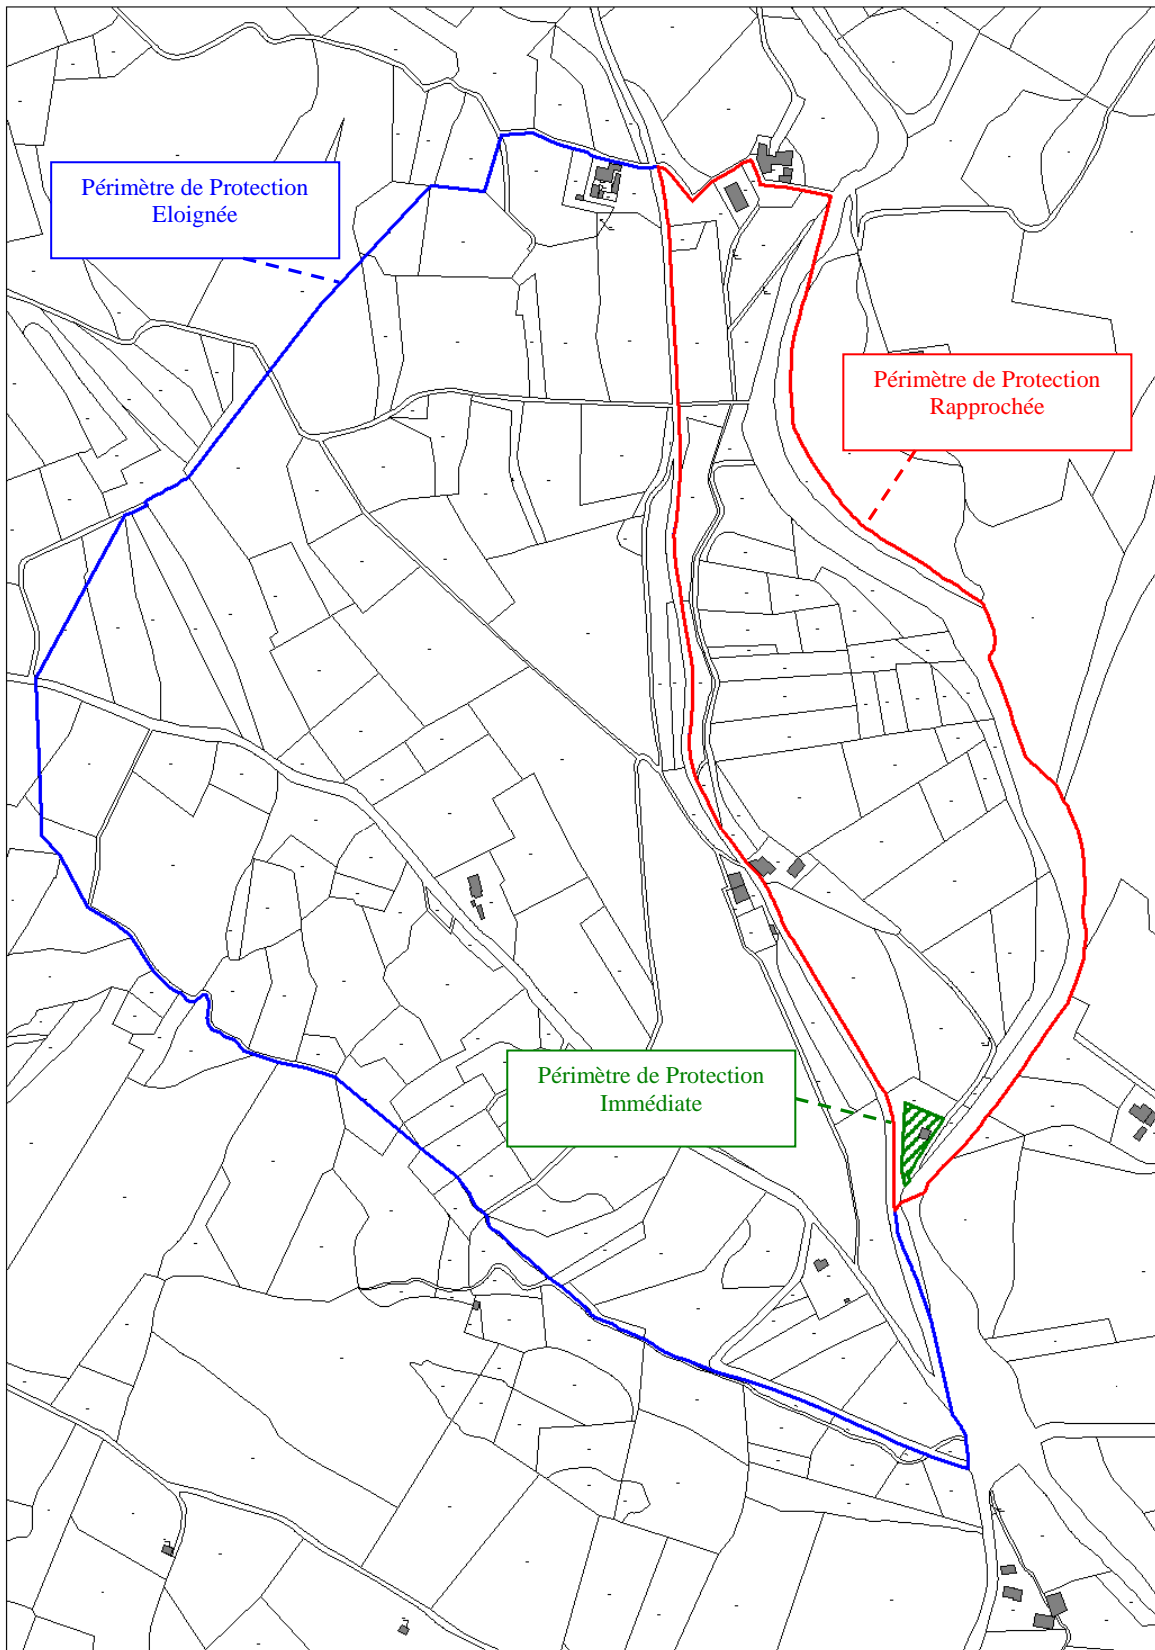 Périmètre de Protection
Eloignée
Périmètre de Protection
Rapprochée
Périmètre de Protection
Immédiate